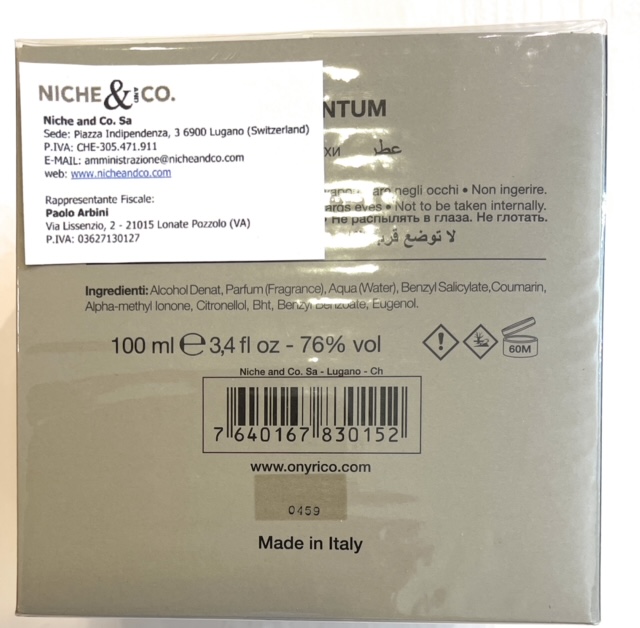 NICHE & CO.
Niche and Co. Sa
Sede: Piazza Indipendenza, 3 6900 Lugano (Switzerland)
P.IVA: CHE-305.471.911
E-MAIL: amministrazione@nicheandco.com
web: www.nicheandco.com
Rappresentante Fiscale:
Paolo Arbini
Via Lissenzio, 2 - 21015 Lonate Pozzolo (VA)
P.IVA: 03627130127
NTUM
хи عطر
negli occhi • Non ingerire.
eyes • Not to be taken internally.
Не распылять в глаза. Не глотать.
لا توضع قرب
Ingredienti: Alcohol Denat, Parfum (Fragrance), Aqua (Water), Benzyl Salicylate, Coumarin,
Alpha-methyl Ionone, Citronellol, Bht, Benzyl Benzoate, Eugenol.
100 ml e 3,4 fl oz - 76% vol
60M
Niche and Co. Sa - Lugano - Ch
7 640167 830152
www.onyrico.com
0459
Made in Italy